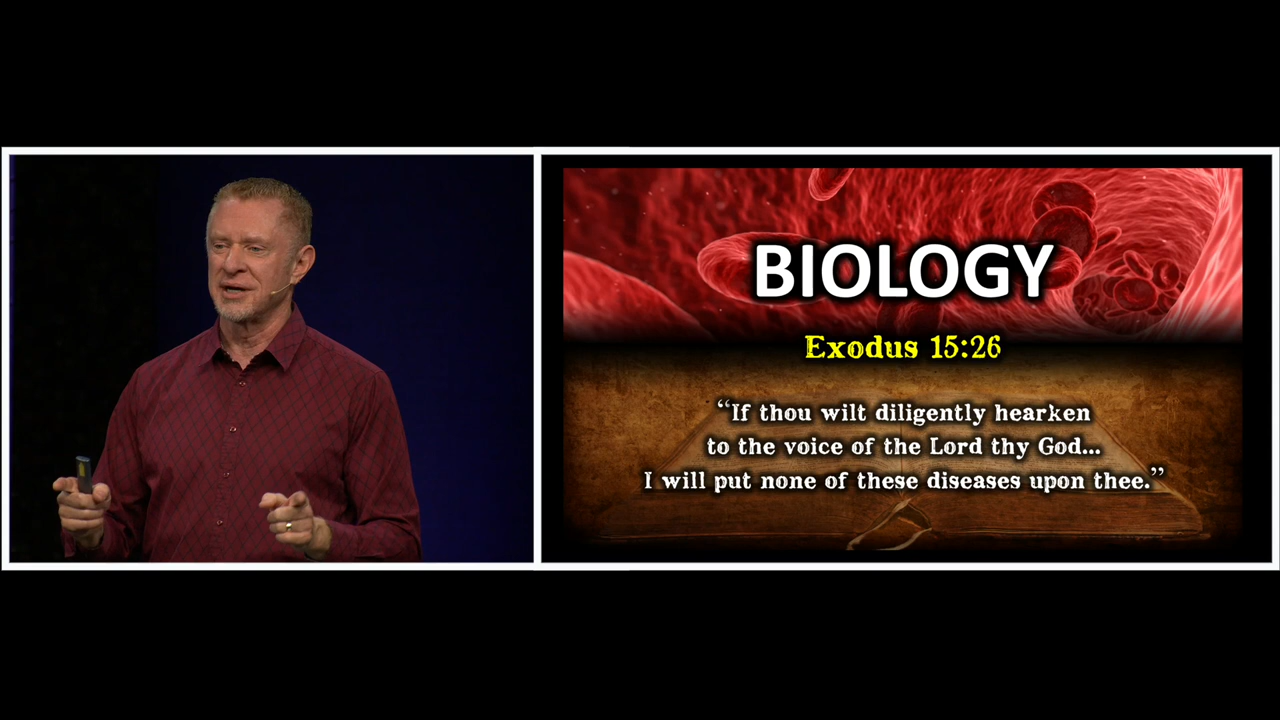 BIOLOGY
Exodus 15:26
“If thou wilt diligently hearken
to the voice of the Lord thy God...
I will put none of these diseases upon thee.”